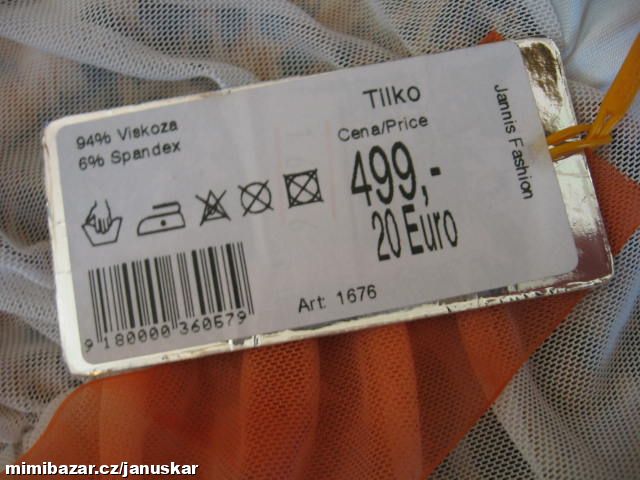 94% Viskoza
6% Spandex
Tilko
Cena/Price
499,-
20 Euro
Jannis Fashion
Art: 1676
9 180000 360579
mimibazar.cz/januskar